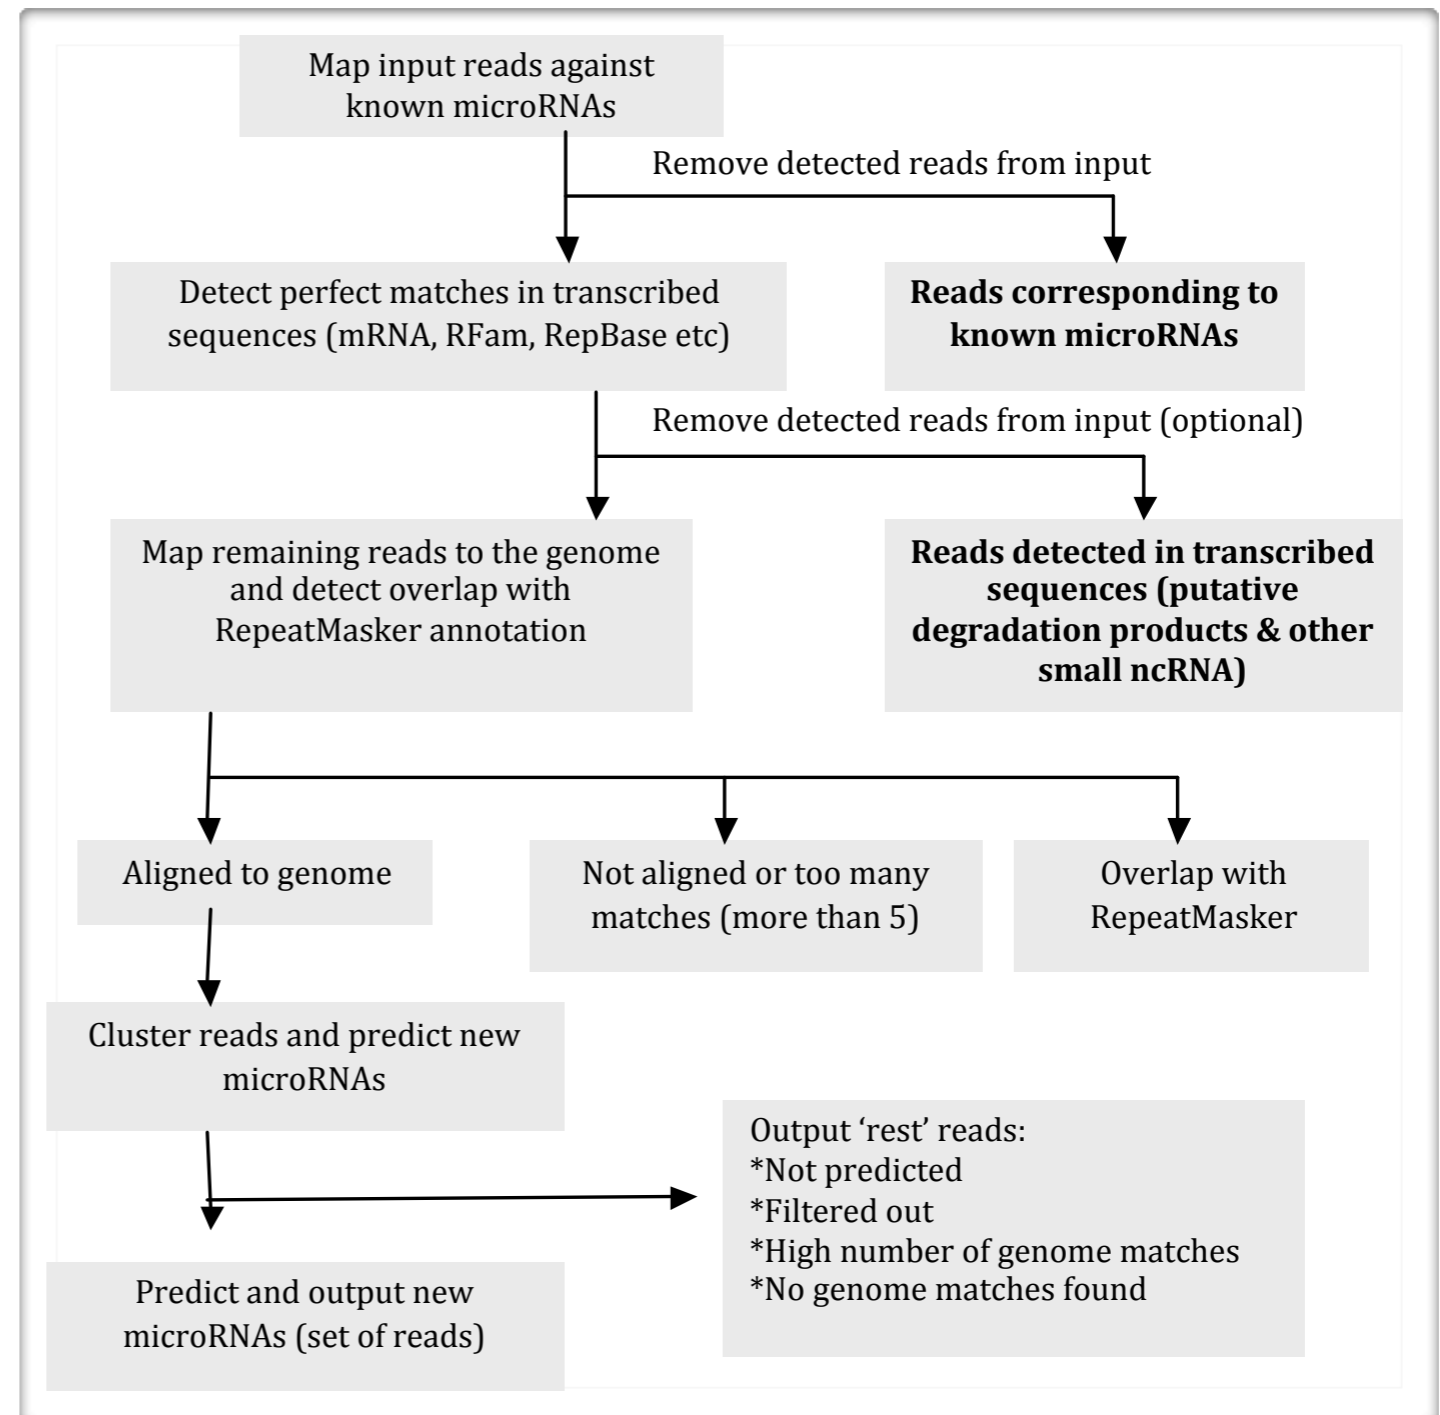 Map input reads against
known microRNAs
Remove detected reads from input
Detect perfect matches in transcribed
sequences (mRNA, RFam, RepBase etc)
Reads corresponding to
known microRNAs
Remove detected reads from input (optional)
Map remaining reads to the genome
and detect overlap with
RepeatMasker annotation
Reads detected in transcribed
sequences (putative
degradation products & other
small ncRNA)
Aligned to genome
Not aligned or too many
matches (more than 5)
Overlap with
RepeatMasker
Cluster reads and predict new
microRNAs
Output ‘rest’ reads:
*Not predicted
*Filtered out
*High number of genome matches
*No genome matches found
Predict and output new
microRNAs (set of reads)